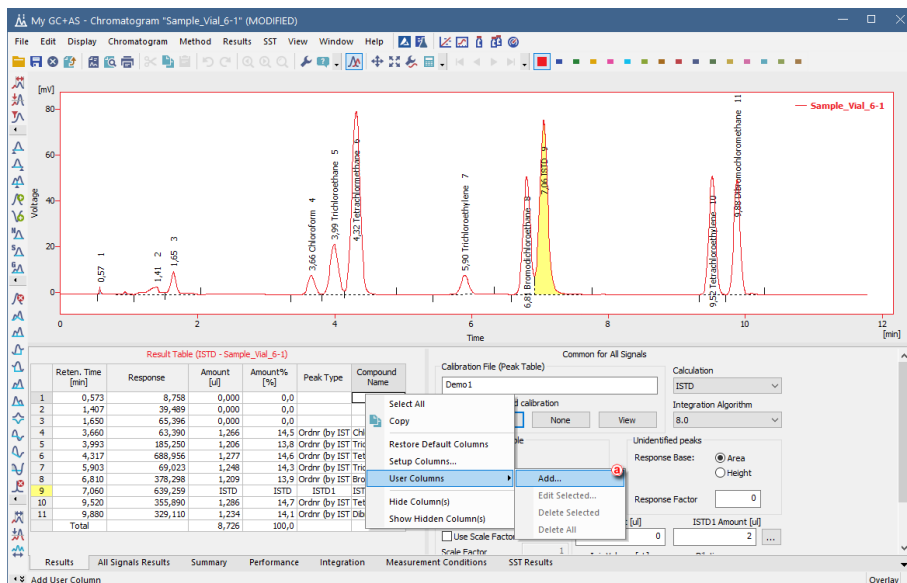 My GC+AS - Chromatogram "Sample_Vial_6-1" (MODIFIED)
File Edit Display Chromatogram Method Results SST View Window Help
[mV]
80
60
40
20
0
Voltage
0,57 1
1,41 2
1,65 3
3,66 Chloroform 4
3,99 Trichloroethane 5
4,32 Tetrachlormethane 6
5,90 Trichloroethylene 7
6,81 Bromodichloroethane 8
7,06 ISTD 9
9,52 Tetrachloroethylene 10
9,88 Dibromochloromethane 11
Sample_Vial_6-1
0 2 4 6 8 10 12
Time
[min]
Result Table (ISTD - Sample_Vial_6-1)
Reten. Time [min] Response Amount [ul] Amount% [%] Peak Type Compound Name
1 0,573 8,758 0,000 0,0
2 1,407 39,489 0,000 0,0
3 1,650 65,396 0,000 0,0
4 3,660 63,390 1,266 14,5 Ordnr (by IST Chl
5 3,993 185,250 1,206 13,8 Ordnr (by IST Tric
6 4,317 688,956 1,277 14,6 Ordnr (by IST Tet
7 5,903 69,023 1,248 14,3 Ordnr (by IST Tric
8 6,810 378,298 1,209 13,9 Ordnr (by IST Bro
9 7,060 639,259 ISTD ISTD ISTD1 IST
10 9,520 355,890 1,286 14,7 Ordnr (by IST Tet
11 9,880 329,110 1,234 14,1 Ordnr (by IST Dib
Total 8,726 100,0
Select All
Copy
Restore Default Columns
Setup Columns...
User Columns
Hide Column(s)
Show Hidden Column(s)
a
Add...
Edit Selected...
Delete Selected
Delete All
Common for All Signals
Calibration File (Peak Table)
Demo1
d calibration
None View
Calculation
ISTD
Integration Algorithm
8.0
Unidentified peaks
Response Base: Area
Height
Response Factor 0
[ul] ISTD1 Amount [ul]
Use Scale Factor 0 2 ...
Scale Factor 1
Results All Signals Results Summary Performance Integration Measurement Conditions SST Results
Add User Column Overlay